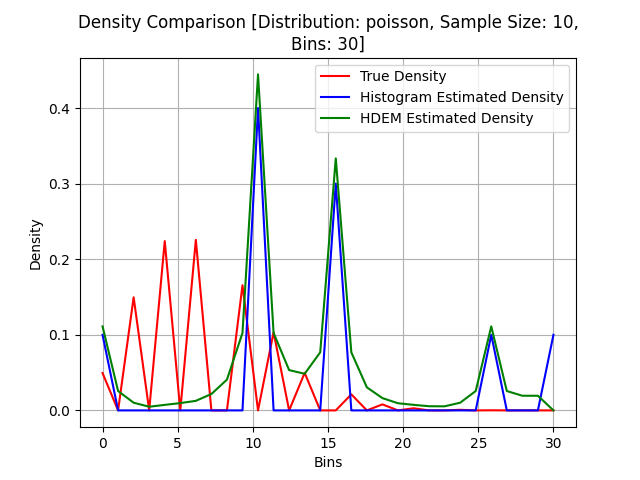 Density Comparison [Distribution: poisson, Sample Size: 10,
Bins: 30]
True Density
Histogram Estimated Density
HDEM Estimated Density
Density
0.4
0.3
0.2
0.1
0.0
0 5 10 15 20 25 30
Bins